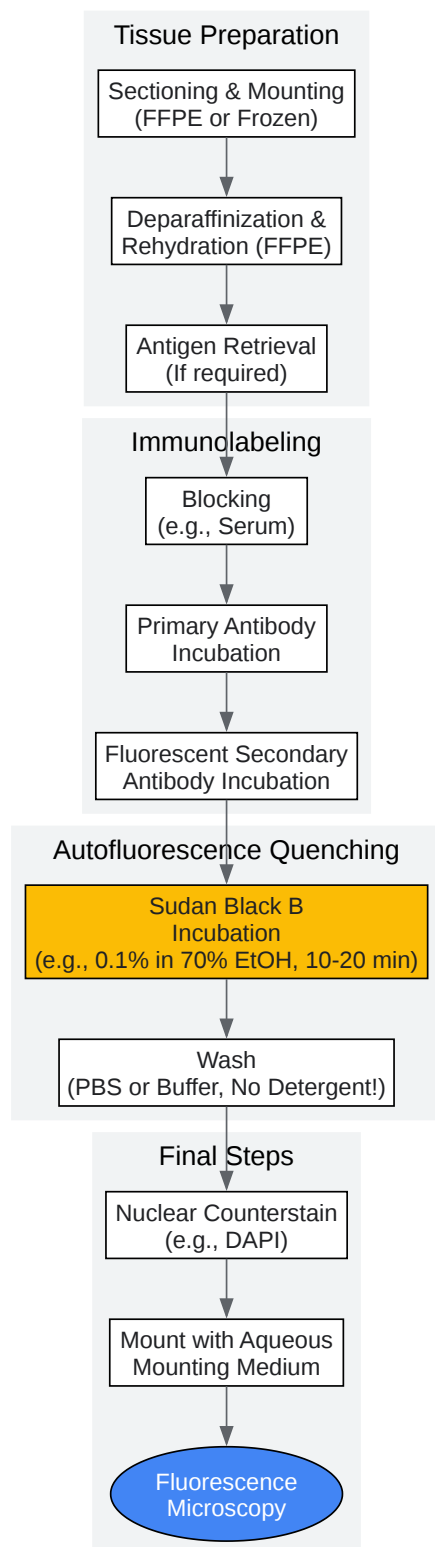 Tissue Preparation
Sectioning & Mounting
(FFPE or Frozen)
Deparaffinization &
Rehydration (FFPE)
Antigen Retrieval
(If required)
Immunolabeling
Blocking
(e.g., Serum)
Primary Antibody
Incubation
Fluorescent Secondary
Antibody Incubation
Autofluorescence Quenching
Sudan Black B
Incubation
(e.g., 0.1% in 70% EtOH, 10-20 min)
Wash
(PBS or Buffer, No Detergent!)
Final Steps
Nuclear Counterstain
(e.g., DAPI)
Mount with Aqueous
Mounting Medium
Fluorescence
Microscopy